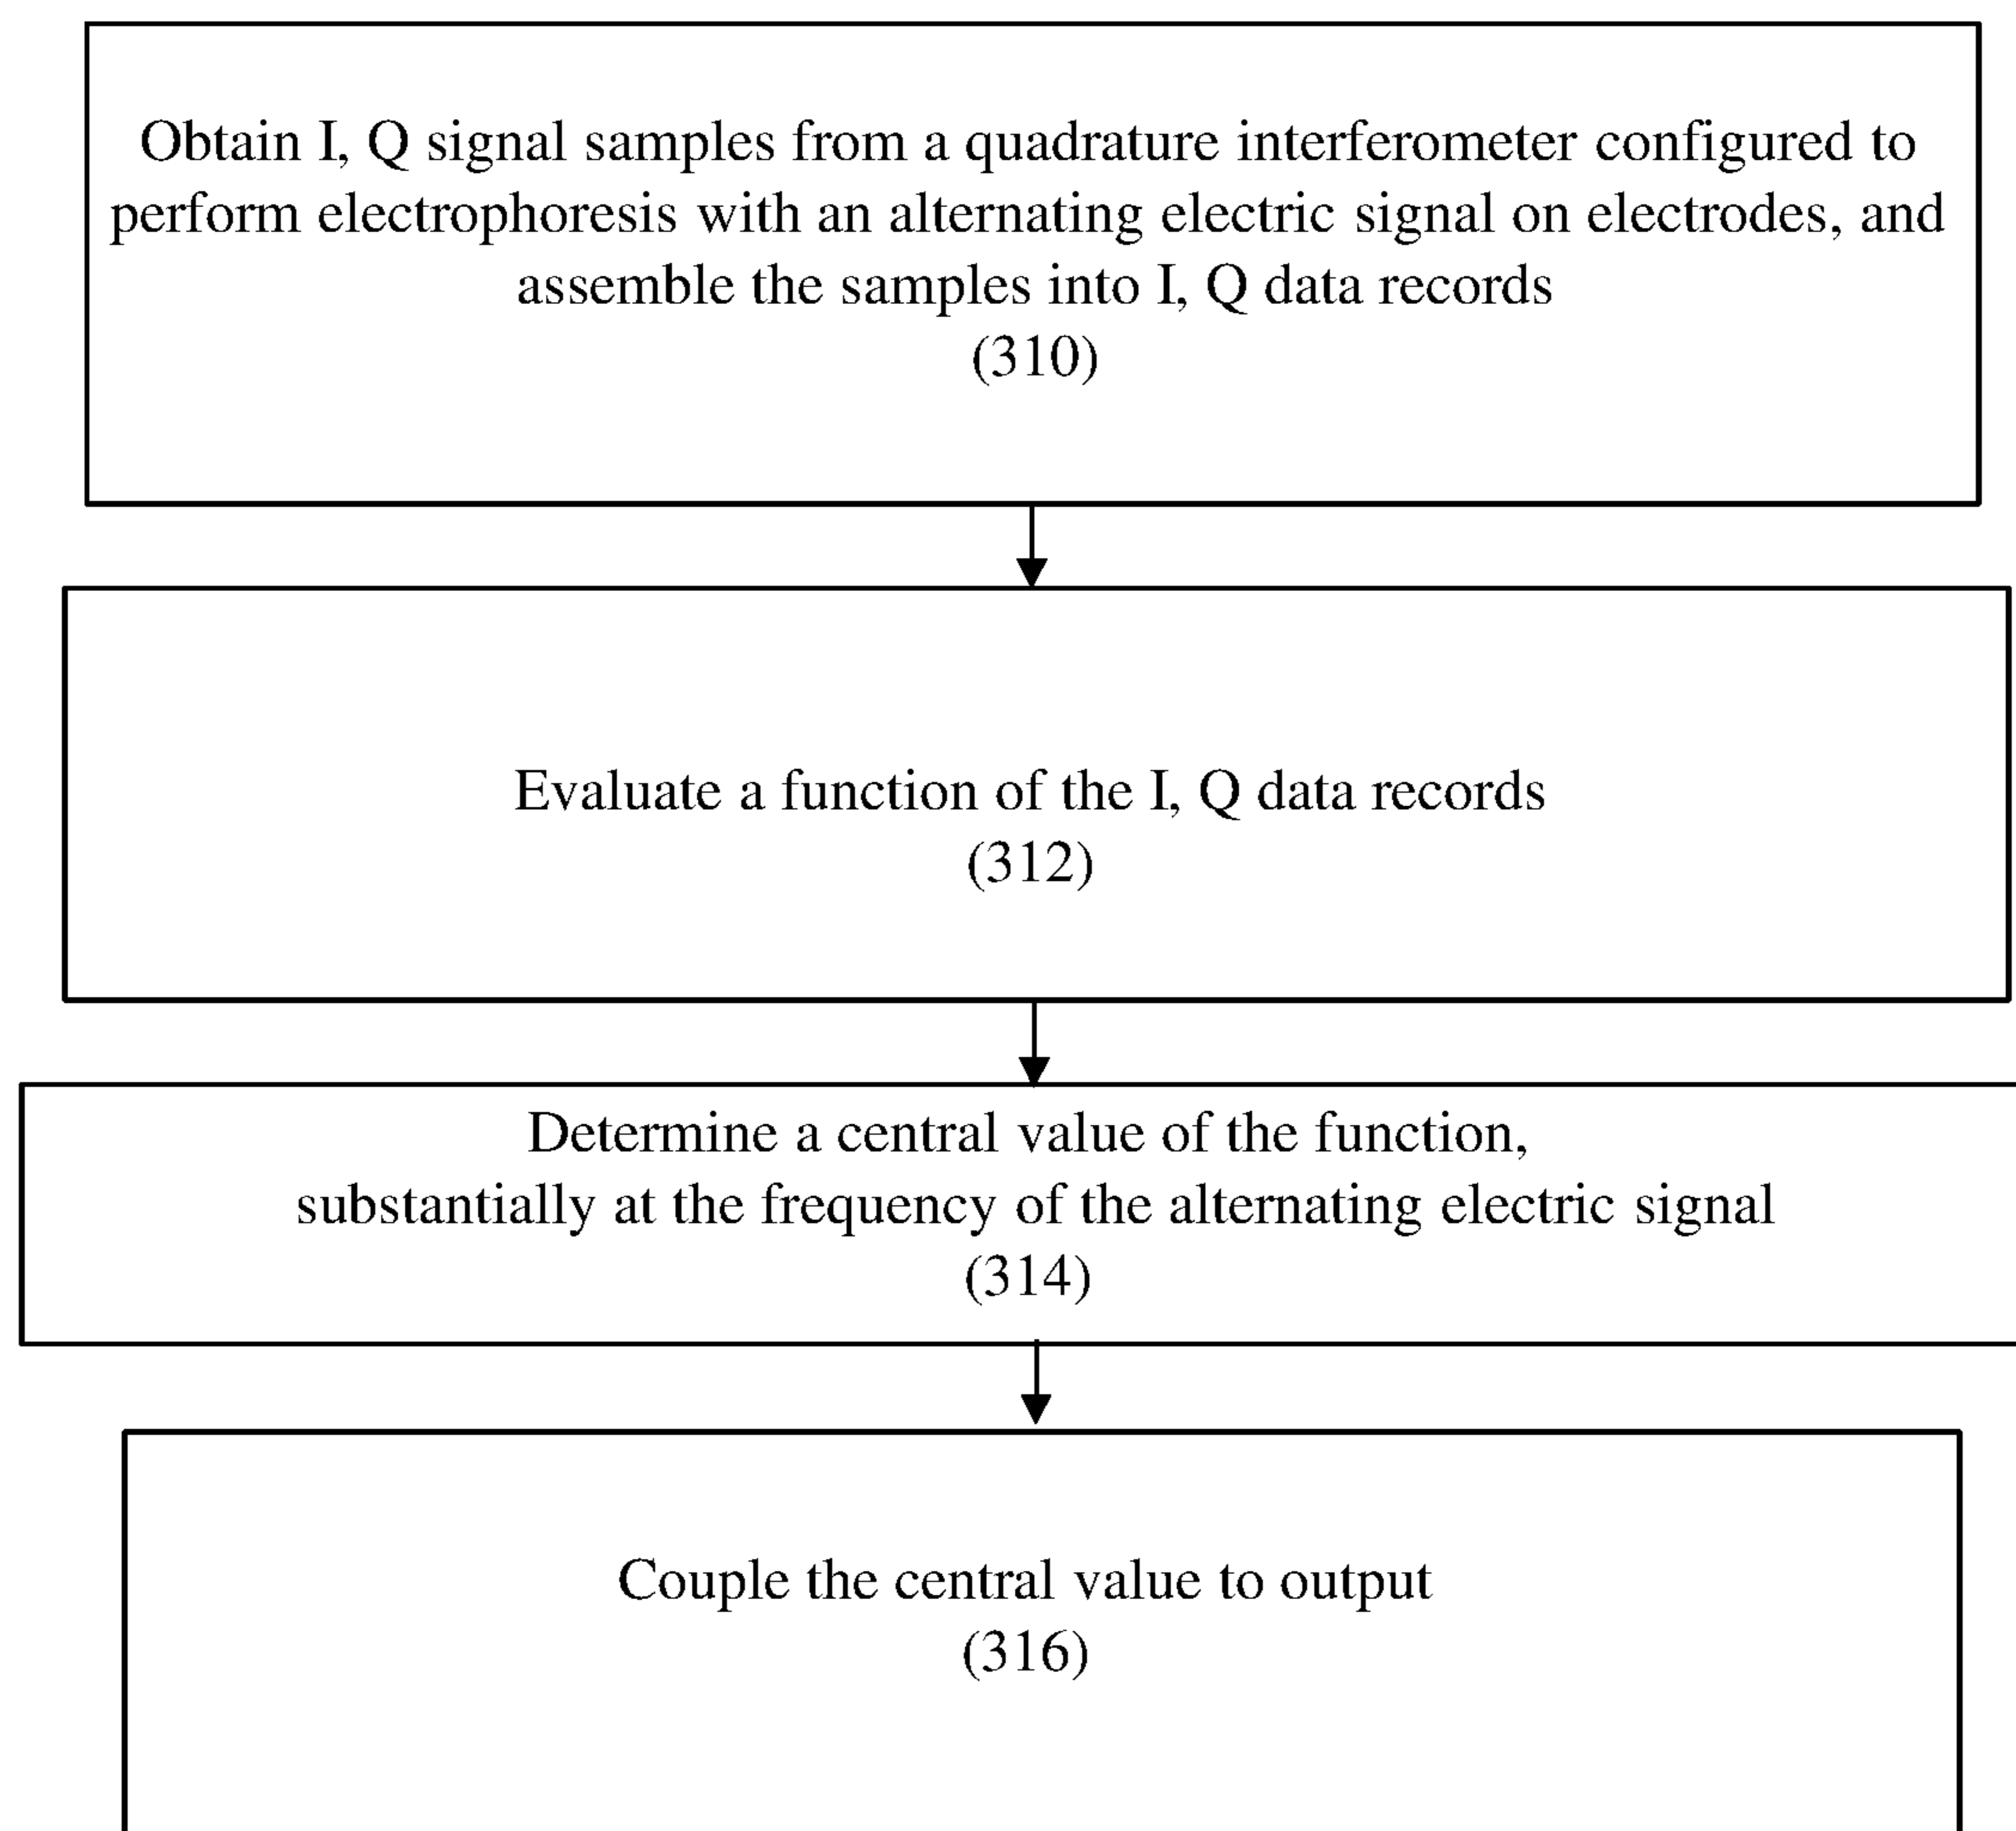 Obtain I, Q signal samples from a quadrature interferometer configured to
perform electrophoresis with an alternating electric signal on electrodes, and
assemble the samples into I, Q data records
(310)
Evaluate a function of the I, Q data records
(312)
Determine a central value of the function,
substantially at the frequency of the alternating electric signal
(314)
Couple the central value to output
(316)